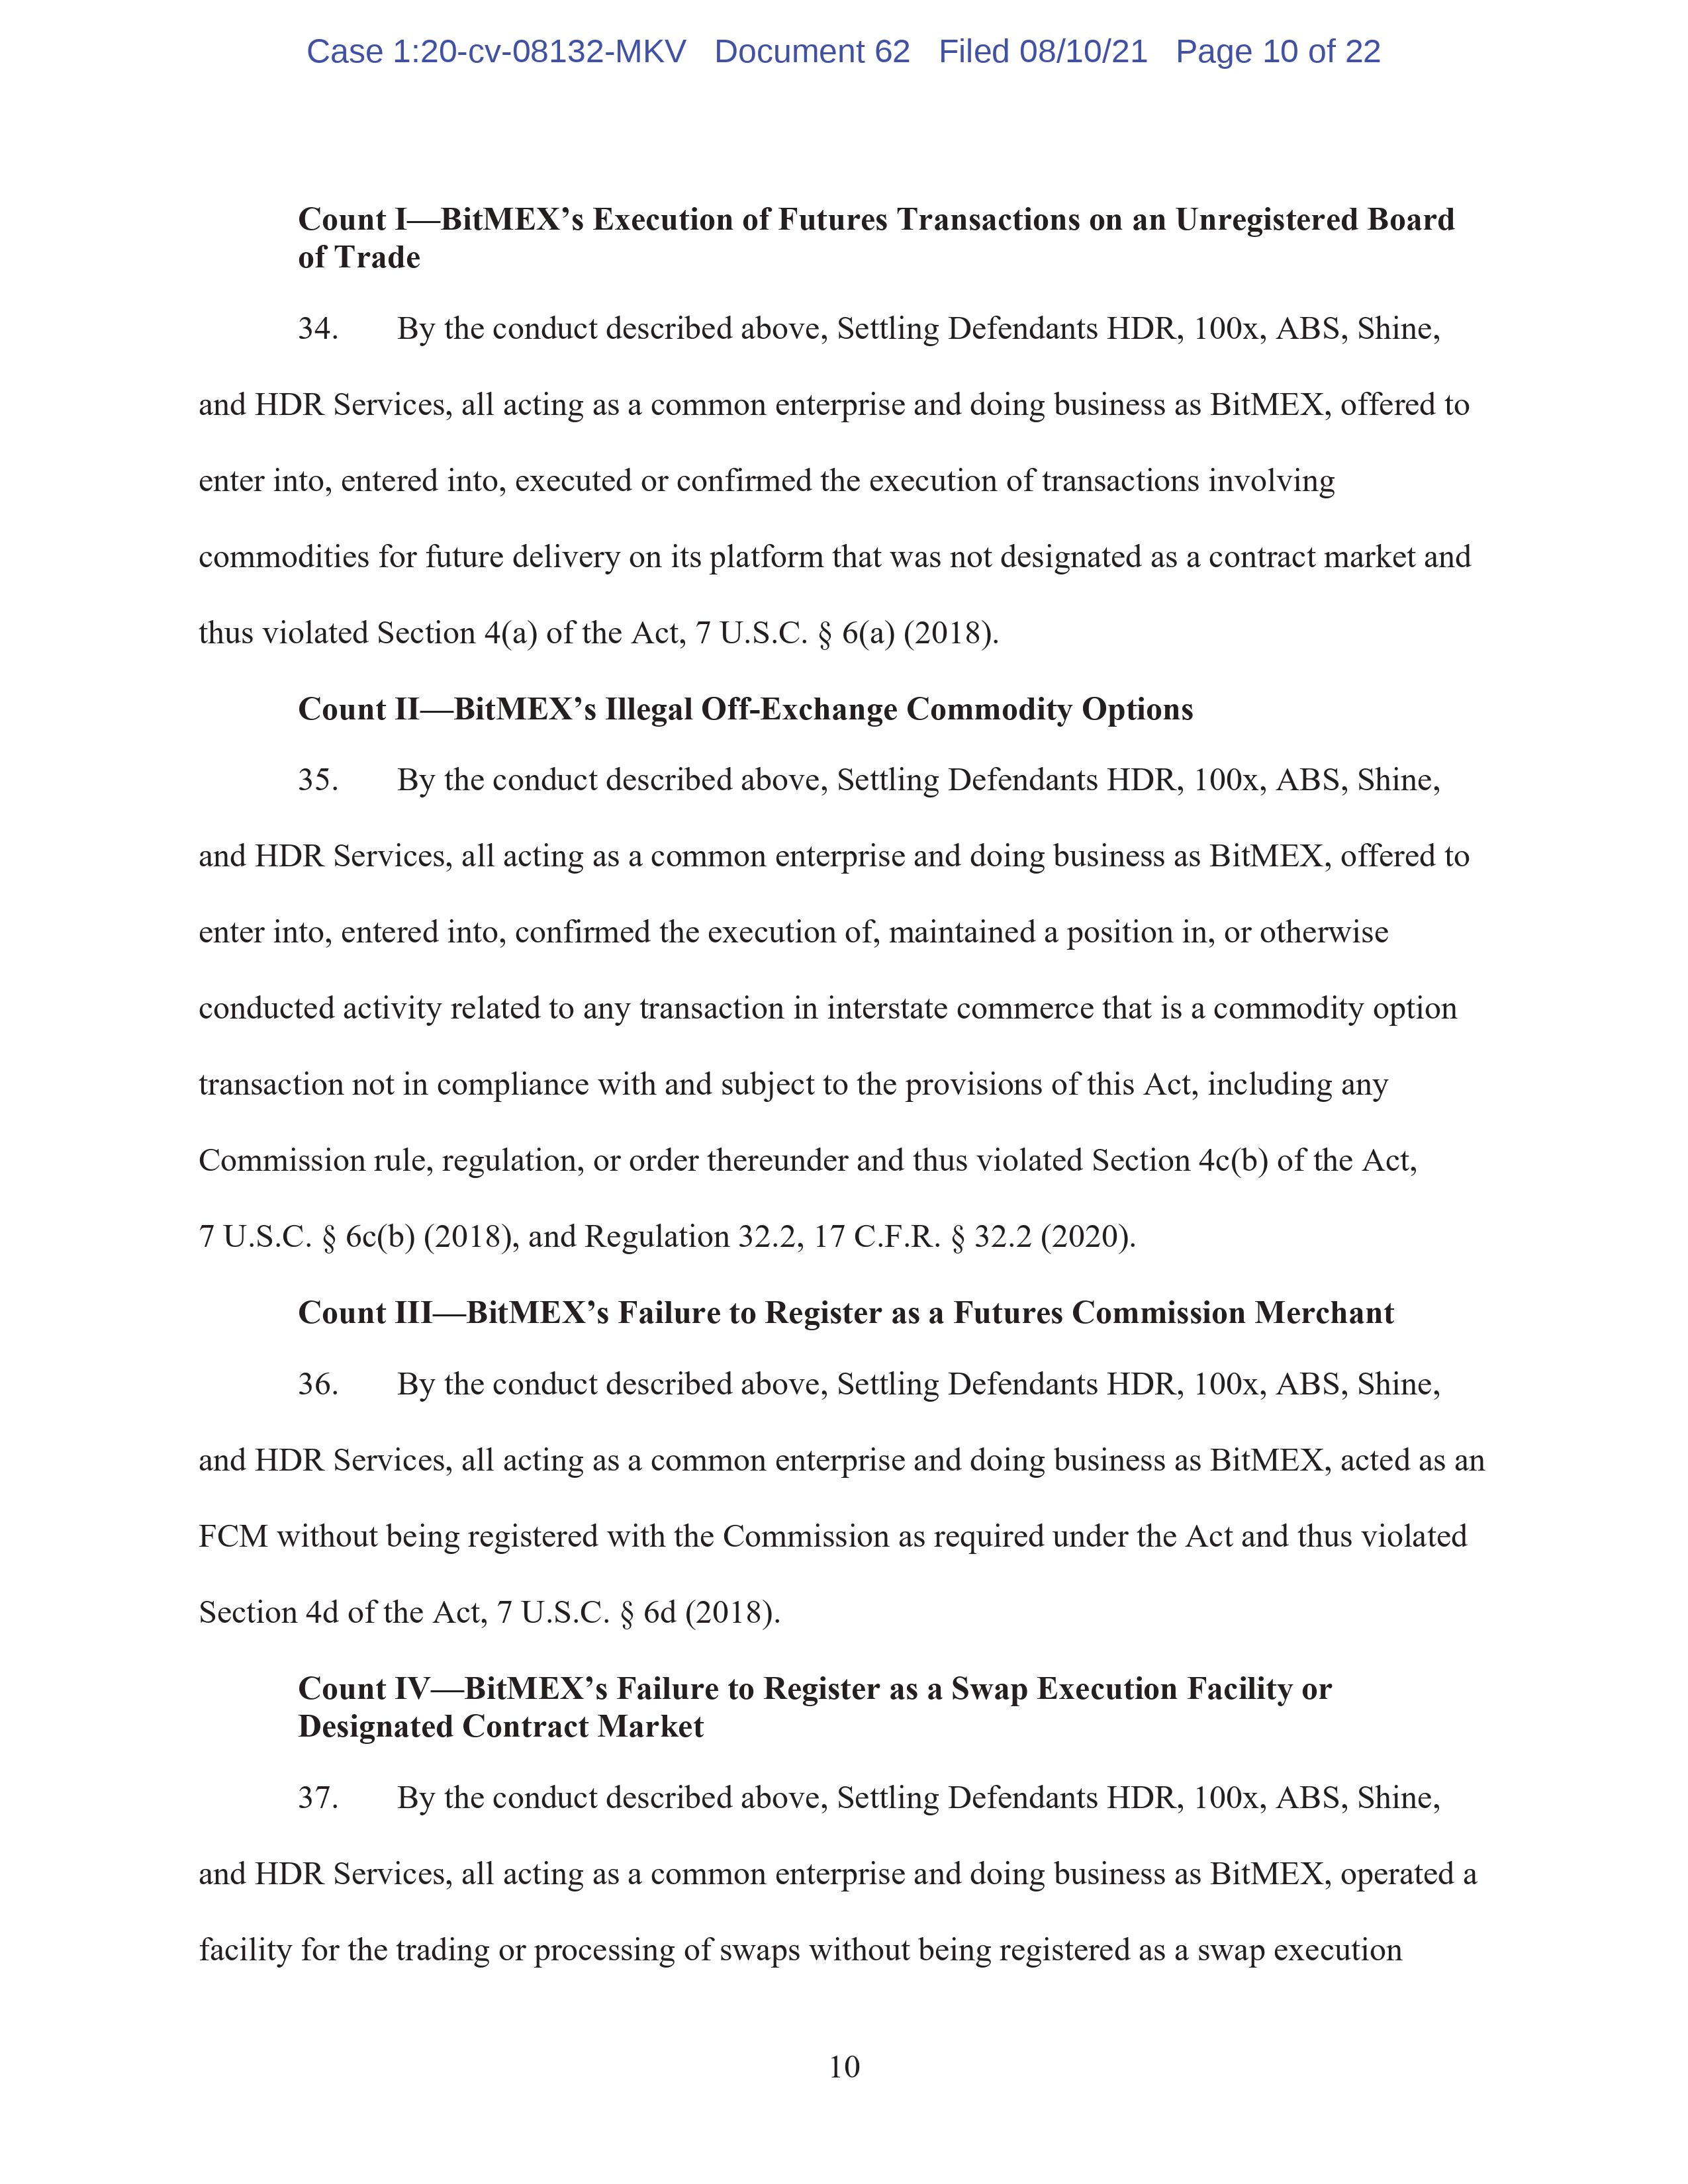 Case 1:20-cv-08132-MKV Document 62 Filed 08/10/21 Page 10 of 22
Count I—BitMEX’s Execution of Futures Transactions on an Unregistered Board
of Trade
34. By the conduct described above, Settling Defendants HDR, 100x, ABS, Shine,
and HDR Services, all acting as a common enterprise and doing business as BitMEX, offered to
enter into, entered into, executed or confirmed the execution of transactions involving
commodities for future delivery on its platform that was not designated as a contract market and
thus violated Section 4(a) of the Act, 7 U.S.C. § 6(a) (2018).
Count II—BitMEX’s Illegal Off-Exchange Commodity Options
35. By the conduct described above, Settling Defendants HDR, 100x, ABS, Shine,
and HDR Services, all acting as a common enterprise and doing business as BitMEX, offered to
enter into, entered into, confirmed the execution of, maintained a position in, or otherwise
conducted activity related to any transaction in interstate commerce that is a commodity option
transaction not in compliance with and subject to the provisions of this Act, including any
Commission rule, regulation, or order thereunder and thus violated Section 4c(b) of the Act,
7 U.S.C. § 6c(b) (2018), and Regulation 32.2, 17 C.F.R. § 32.2 (2020).
Count III—BitMEX’s Failure to Register as a Futures Commission Merchant
36. By the conduct described above, Settling Defendants HDR, 100x, ABS, Shine,
and HDR Services, all acting as a common enterprise and doing business as BitMEX, acted as an
FCM without being registered with the Commission as required under the Act and thus violated
Section 4d of the Act, 7 U.S.C. § 6d (2018).
Count IV—BitMEX’s Failure to Register as a Swap Execution Facility or
Designated Contract Market
37. By the conduct described above, Settling Defendants HDR, 100x, ABS, Shine,
and HDR Services, all acting as a common enterprise and doing business as BitMEX, operated a
facility for the trading or processing of swaps without being registered as a swap execution
10